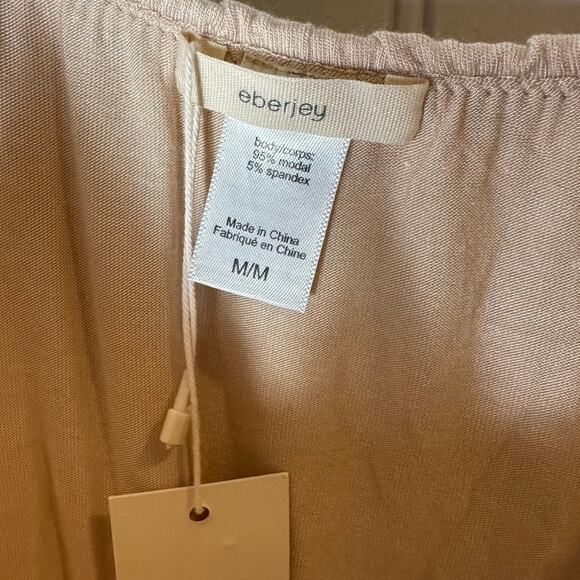 eberjey
body/corps:
95% modal
5% spandex
Made in China
Fabriqué en Chine
M/M